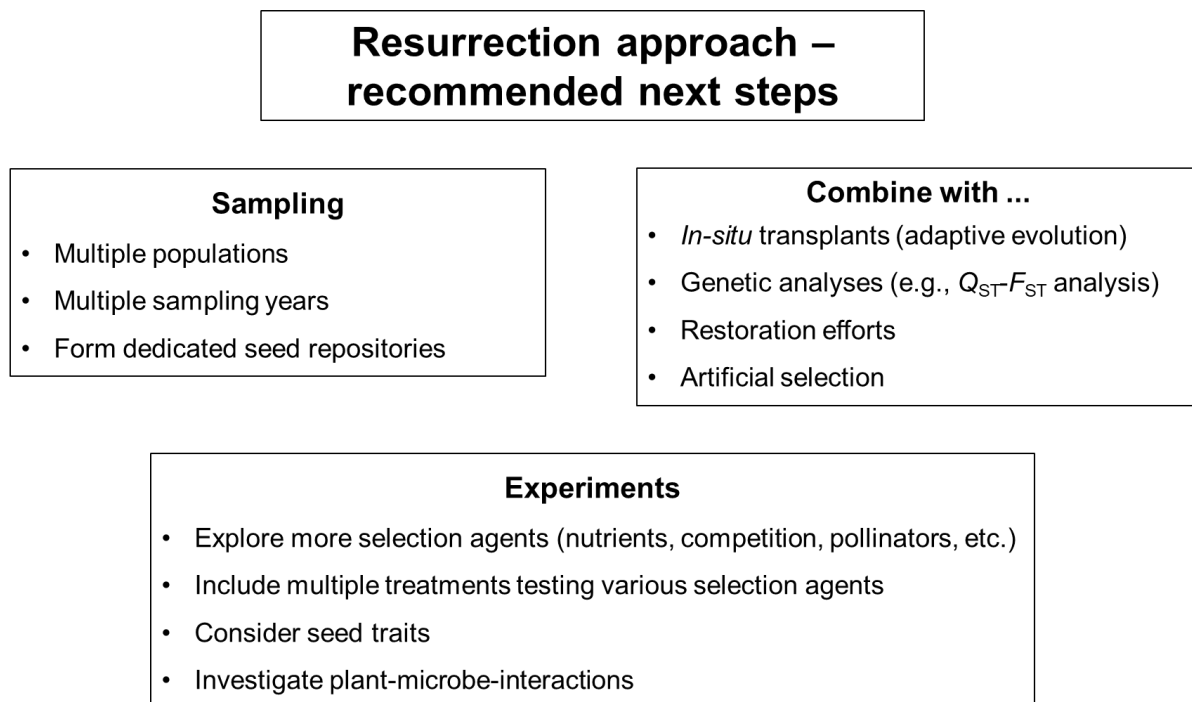 Resurrection approach –
recommended next steps
Sampling
• Multiple populations
• Multiple sampling years
• Form dedicated seed repositories
Combine with ...
• In-situ transplants (adaptive evolution)
• Genetic analyses (e.g., QST-FST analysis)
• Restoration efforts
• Artificial selection
Experiments
• Explore more selection agents (nutrients, competition, pollinators, etc.)
• Include multiple treatments testing various selection agents
• Consider seed traits
• Investigate plant-microbe-interactions